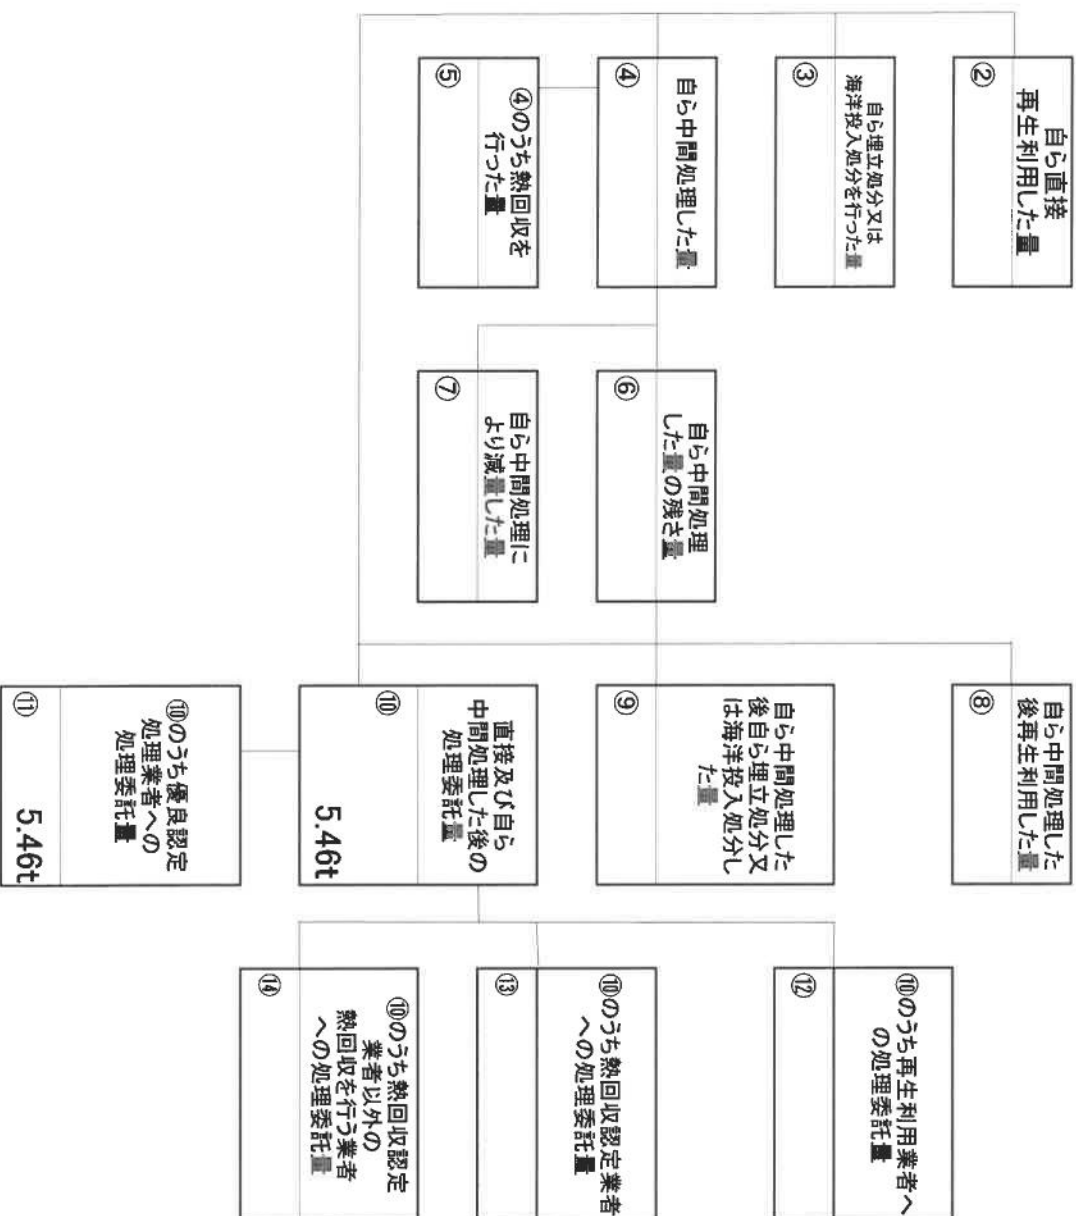 自ら直接
再生利用した量
②
自ら埋立処分又は
海洋投入処分を行った量
③
自ら中間処理した量
④
④のうち熱回収を
行った量
⑤
自ら中間処理
した量の残さ量
⑥
自ら中間処理に
より減量した量
⑦
自ら中間処理した
後再生利用した量
⑧
自ら中間処理した
後自ら埋立処分又
は海洋投入処分し
た量
⑨
直接及び自ら
中間処理した後の
処理委託量
⑩
5.46t
⑩のうち優良認定
処理業者への
処理委託量
⑪
5.46t
⑩のうち再生利用業者へ
の処理委託量
⑫
⑩のうち熱回収認定業者
への処理委託量
⑬
⑩のうち熱回収認定
業者以外の
熱回収を行う業者
への処理委託量
⑭